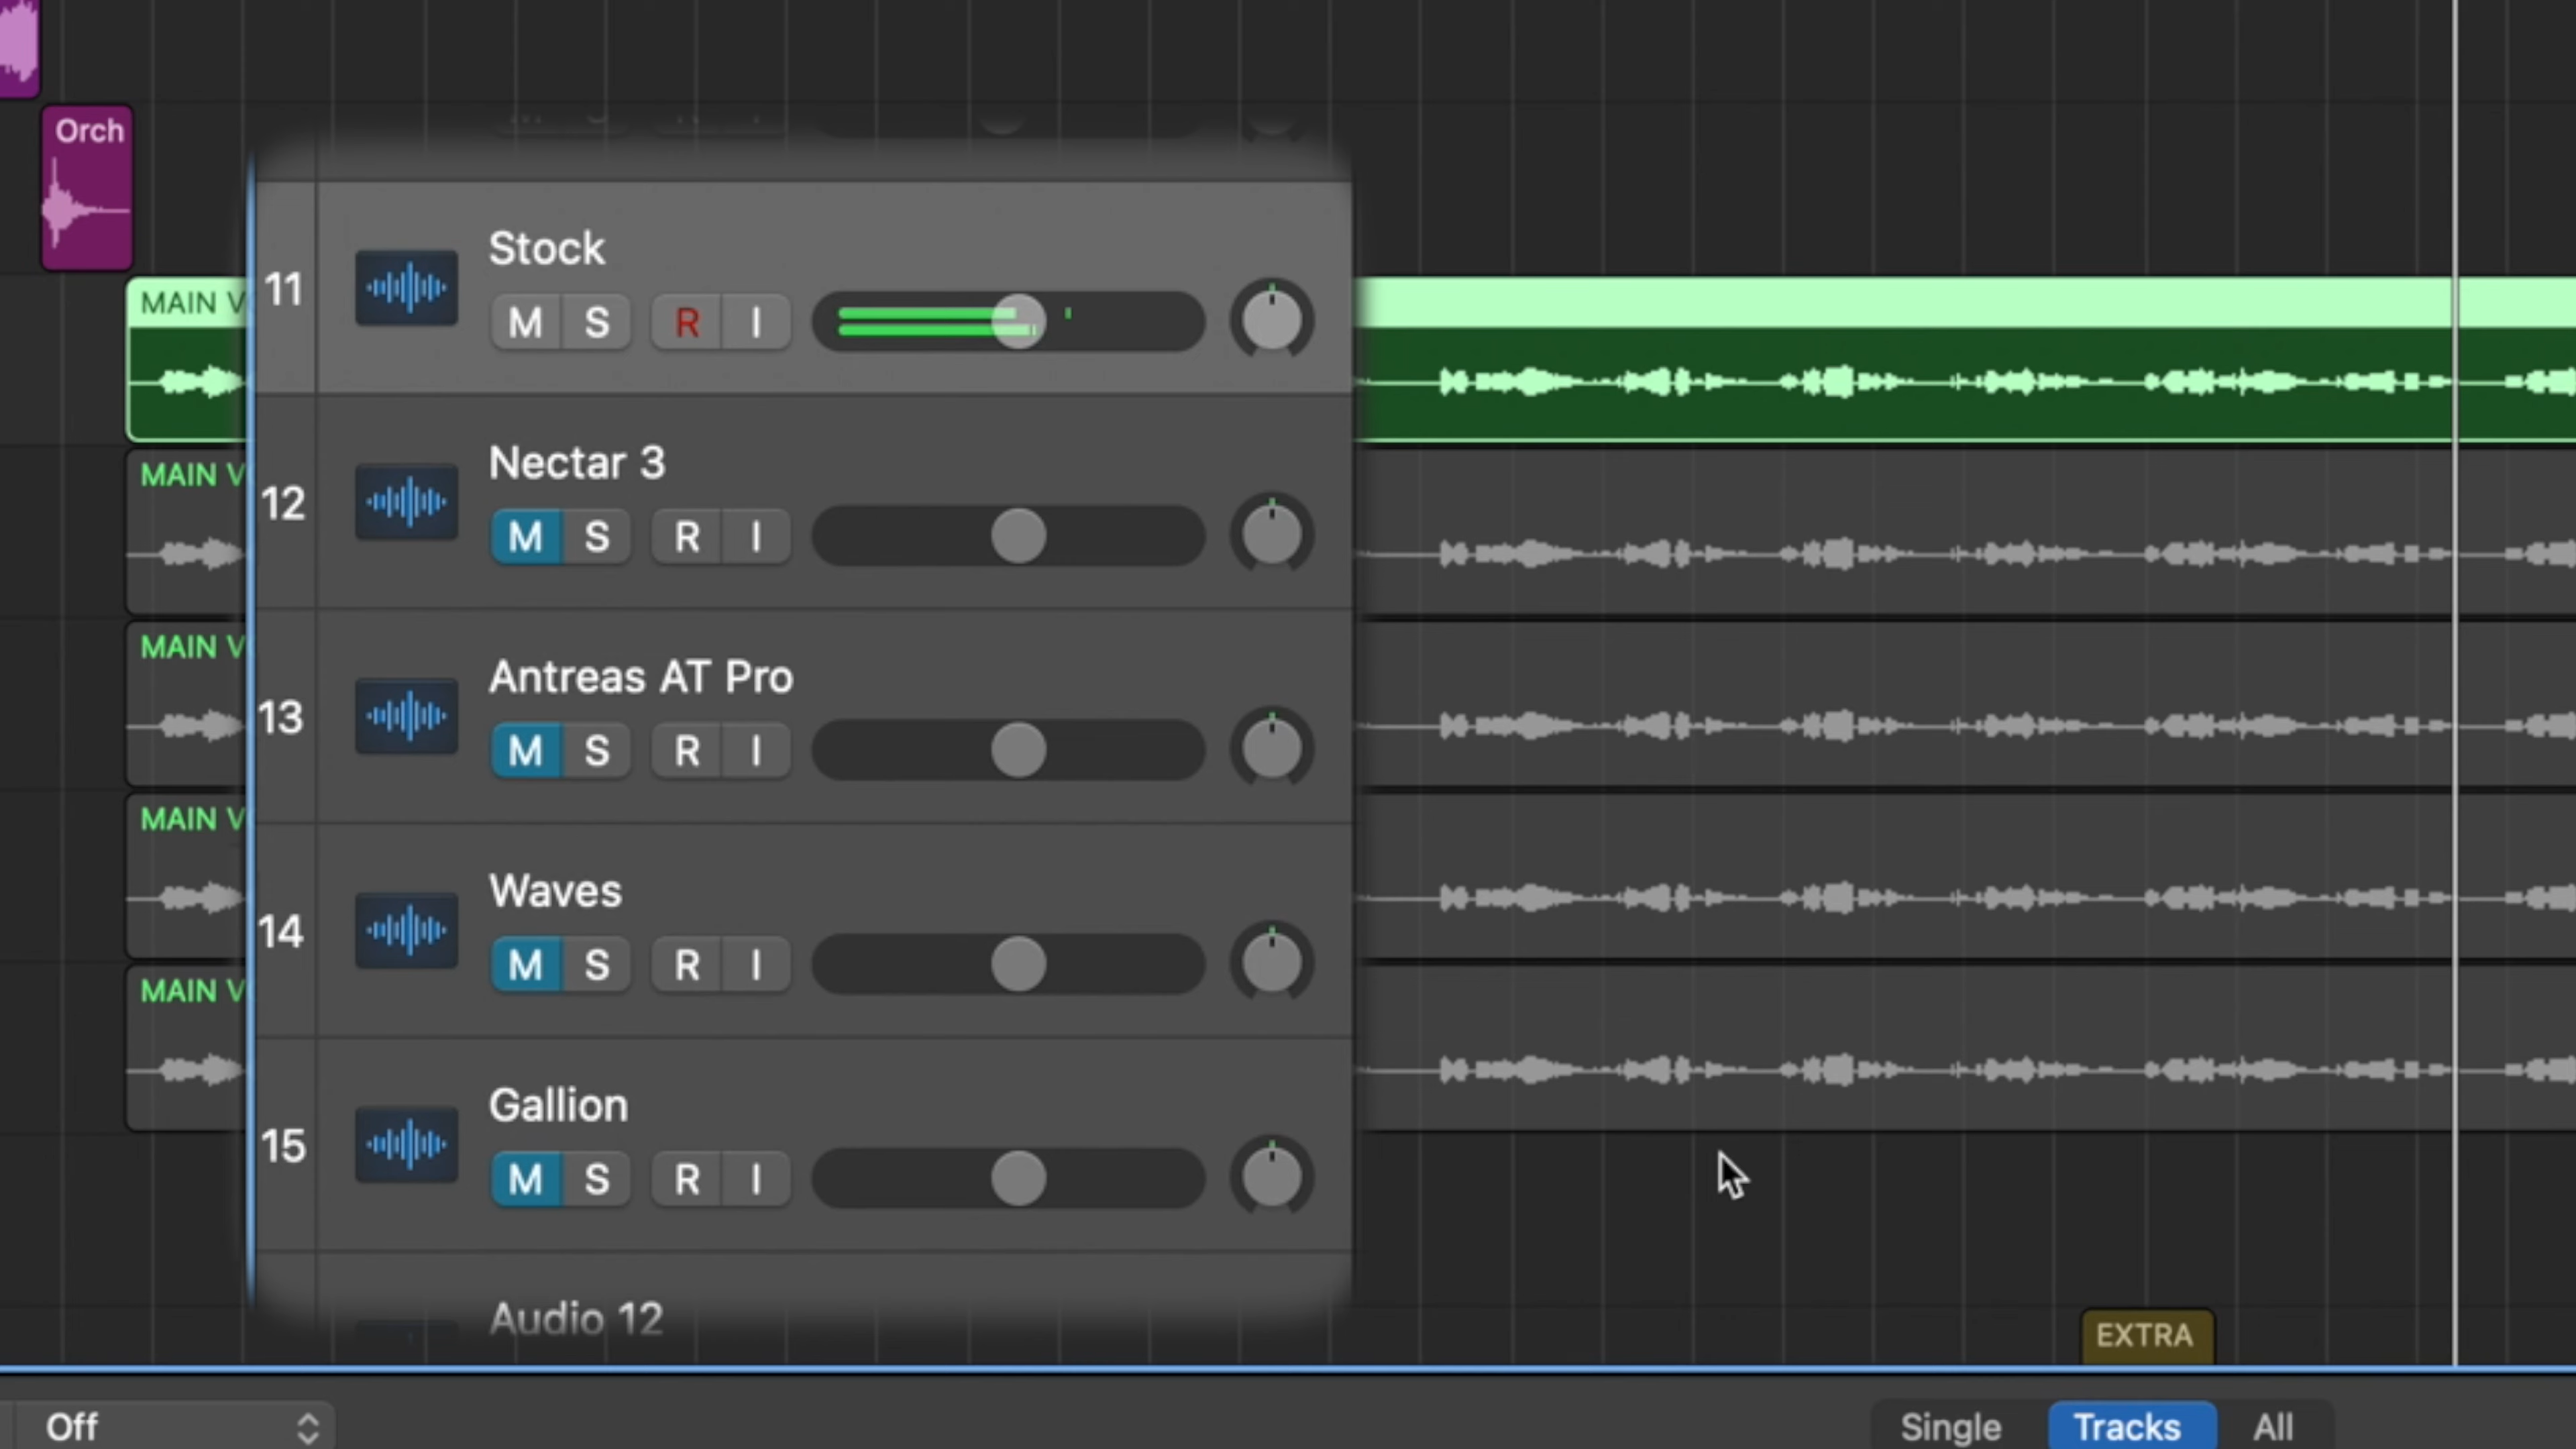 Orch
MAIN V
11
Stock
M S R I
MAIN V
12
Nectar 3
M S R I
MAIN V
13
Antreas AT Pro
M S R I
MAIN V
14
Waves
M S R I
MAIN V
15
Gallion
M S R I
Audio 12
EXTRA
Off
Single Tracks All